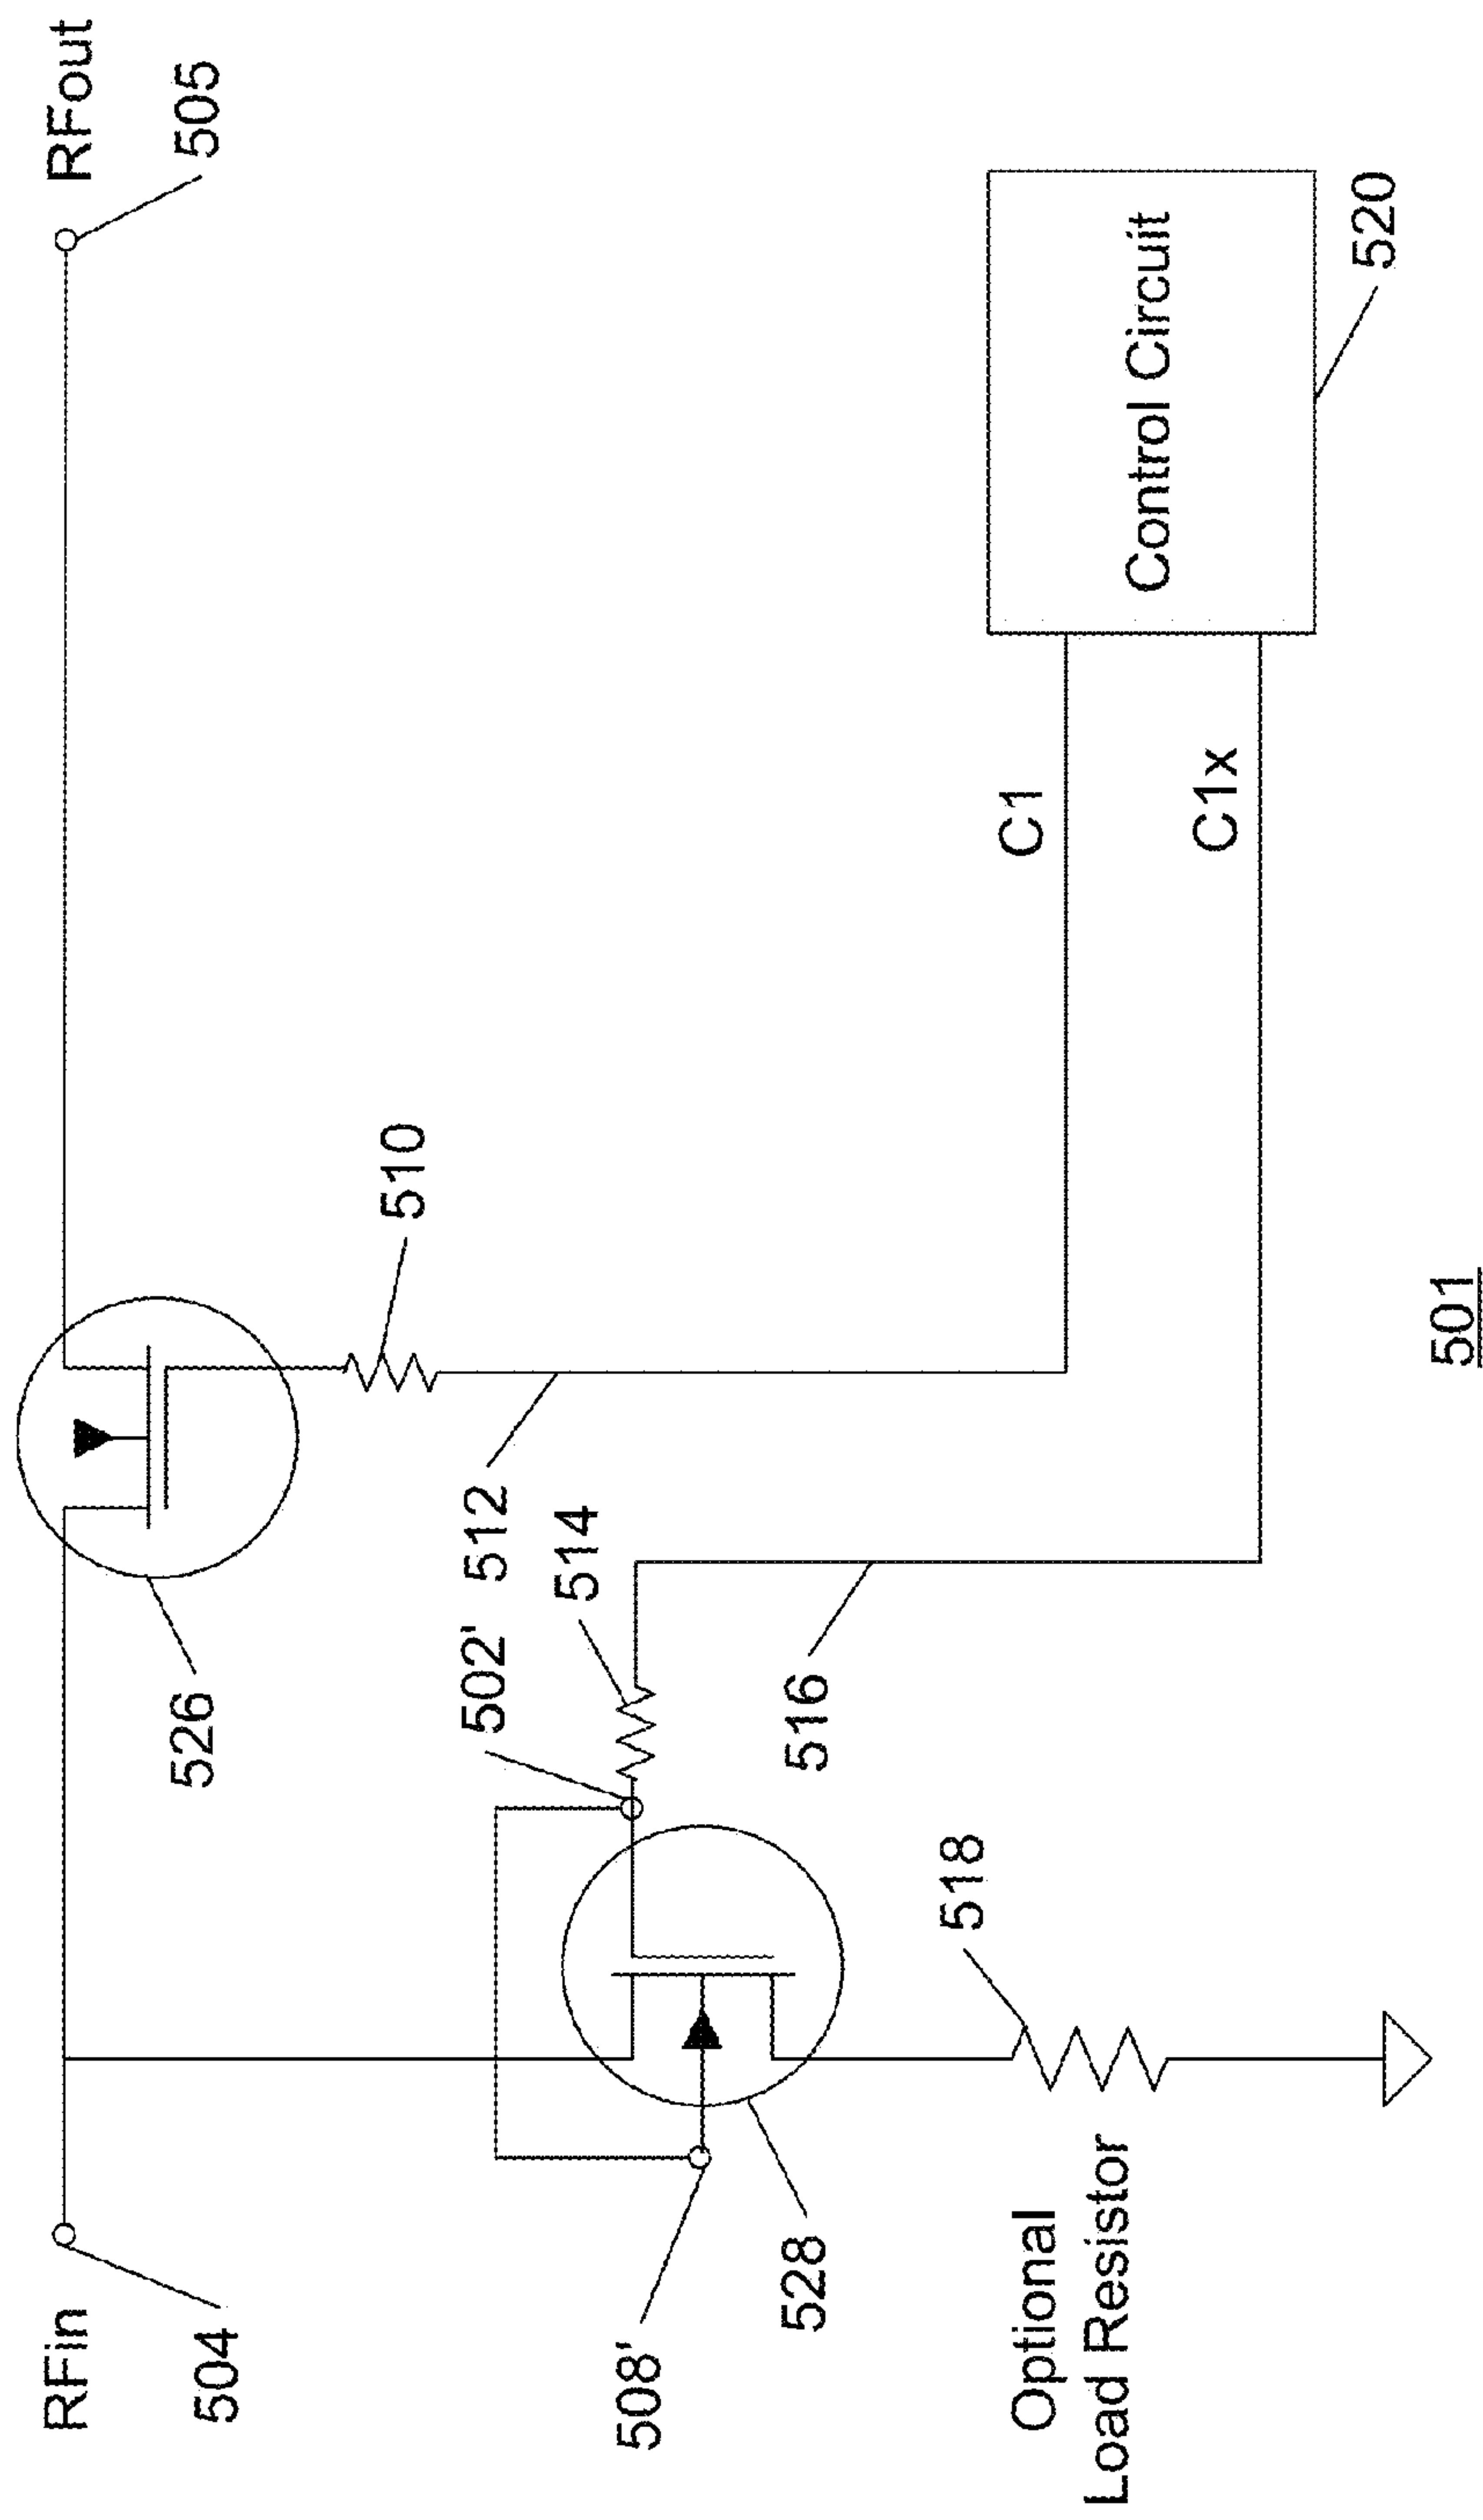 RFin
RFout
504
505
526
510
502'
512
514
508'
528
516
518
C1
C1x
Control Circuit
520
Optional
Load Resistor
501